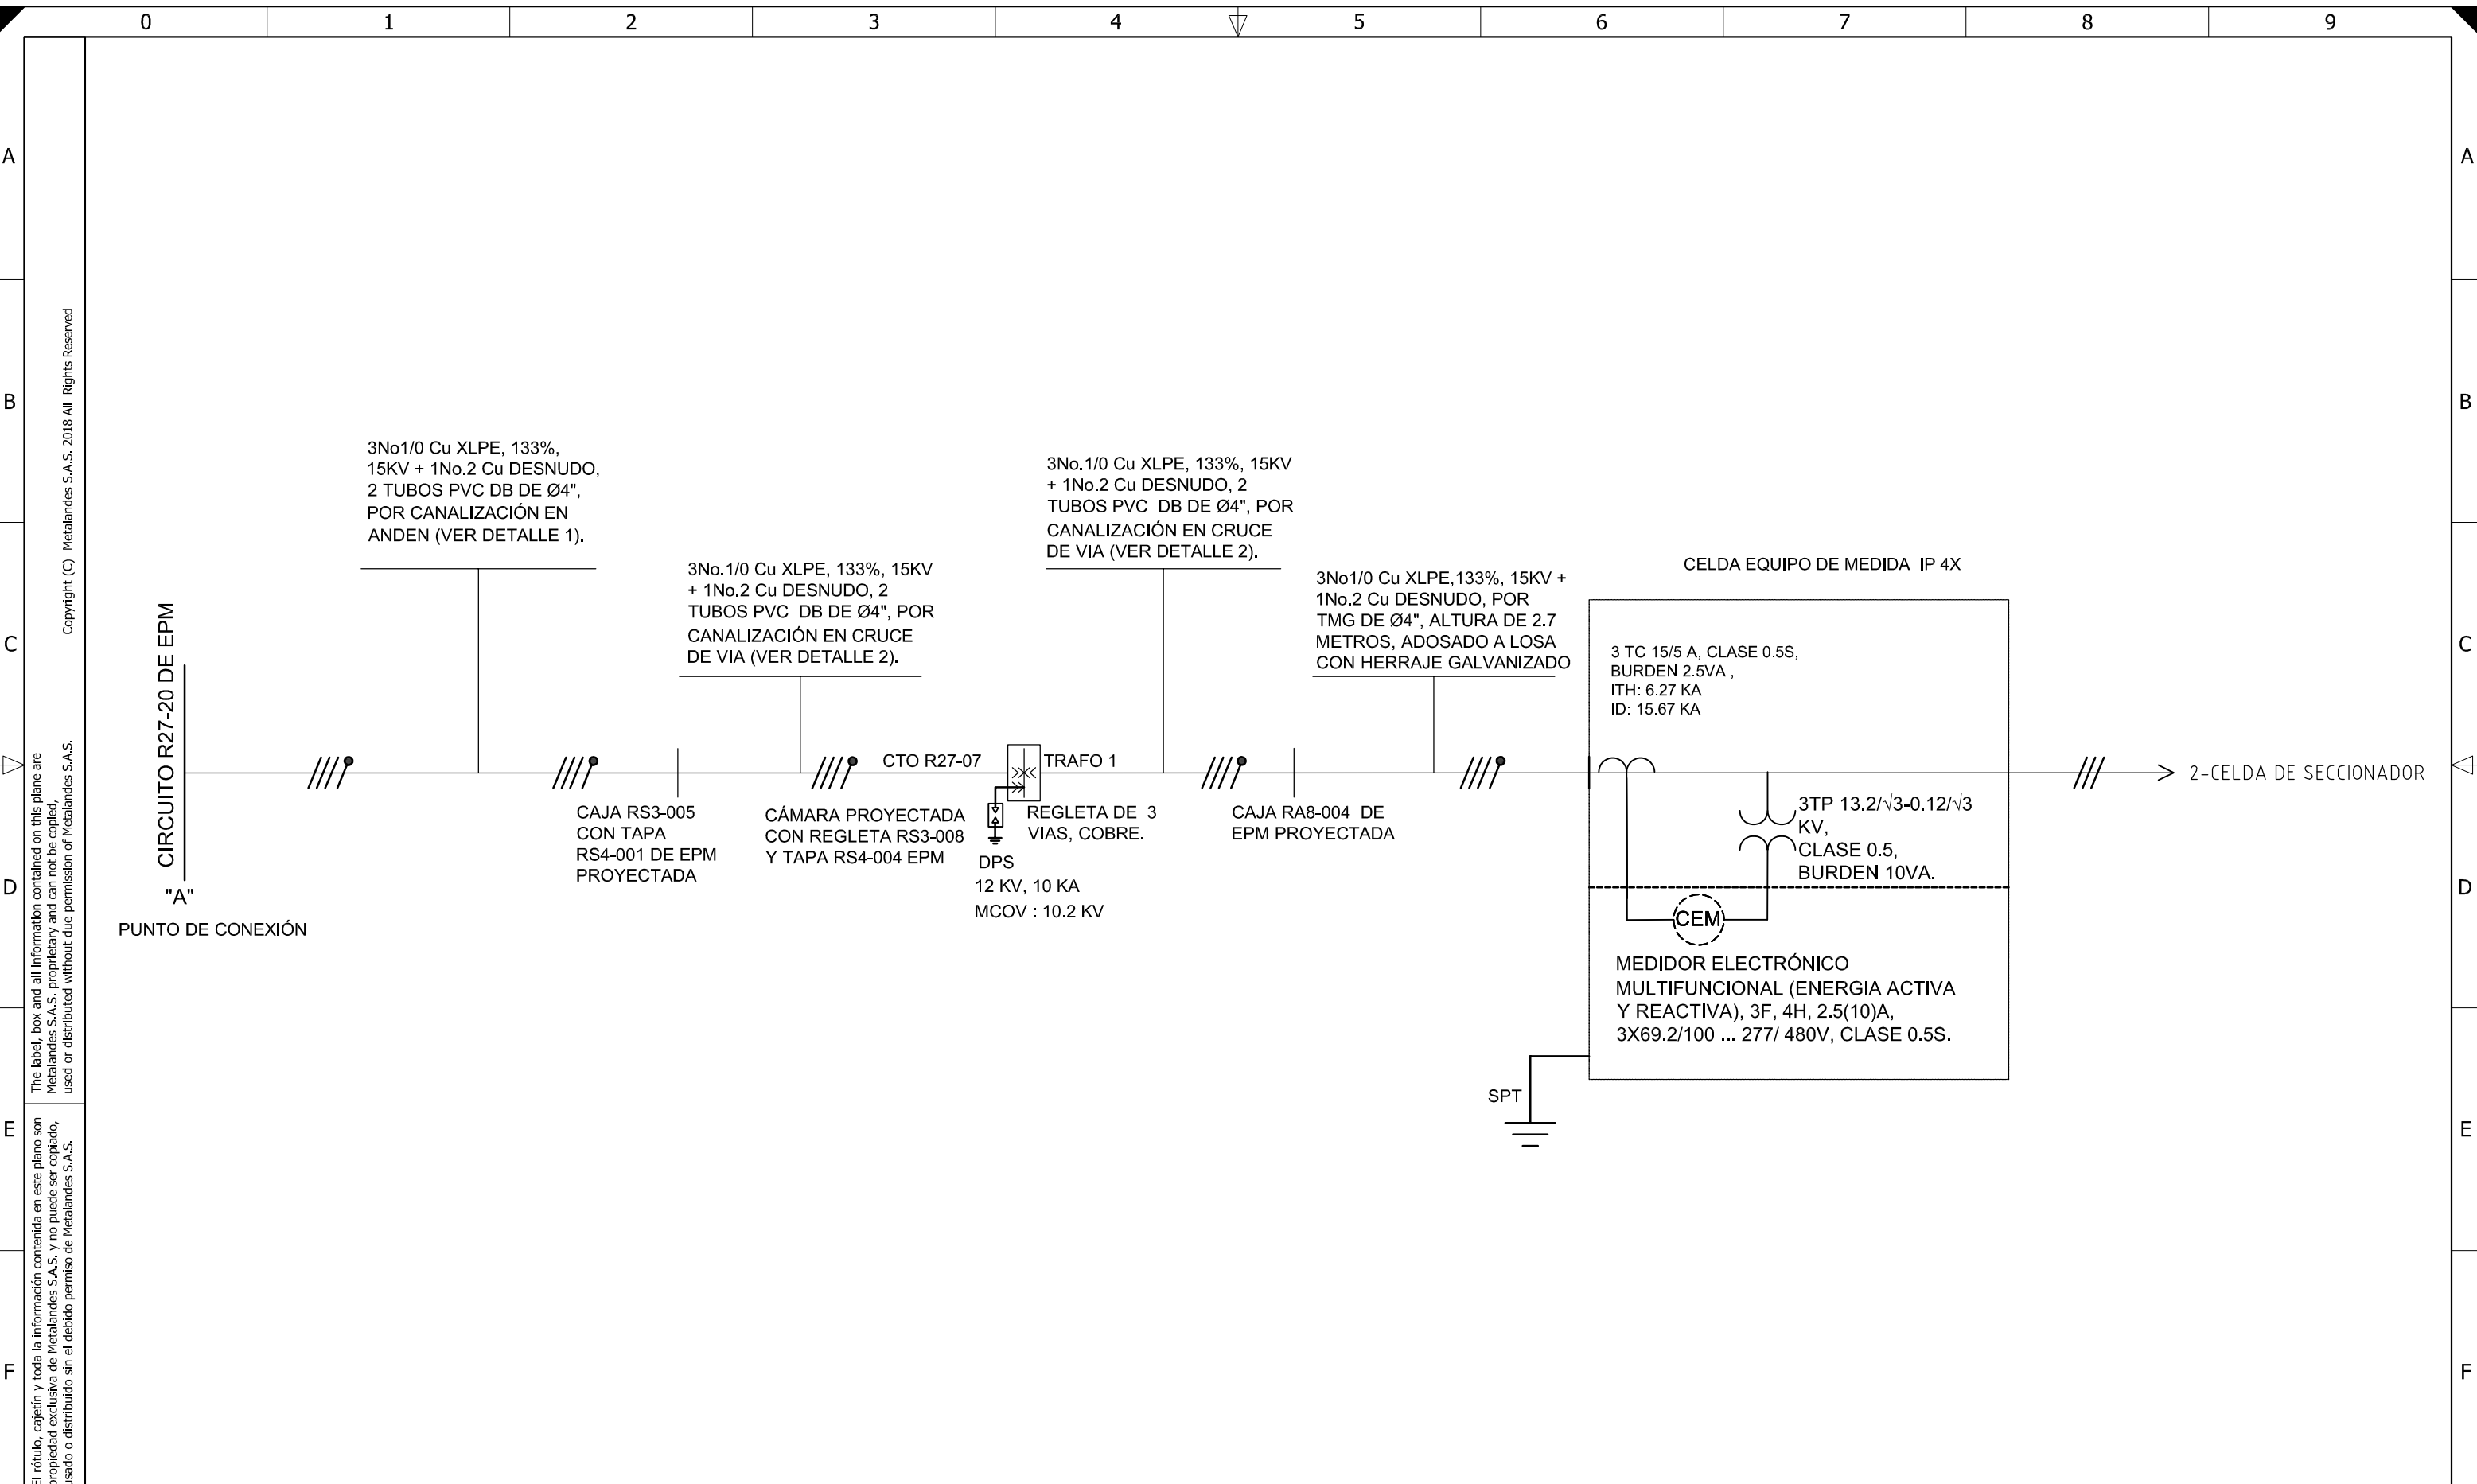 0 1 2 3 4 5 6 7 8 9
A
B
C
D
E
F
A
B
C
D
E
F
Copyright (C) Metalandes S.A.S. 2018 All Rights Reserved
The label, box and all information contained on this plane are
Metalandes S.A.S. proprietary and can not be copied,
used or distributed without due permission of Metalandes S.A.S.
El rótulo, cajetín y toda la información contenida en este plano son
propiedad exclusiva de Metalandes S.A.S. y no puede ser copiado,
usado o distribuido sin el debido permiso de Metalandes S.A.S.
CIRCUITO R27-20 DE EPM
"A"
PUNTO DE CONEXIÓN
3No1/0 Cu XLPE, 133%,
15KV + 1No.2 Cu DESNUDO,
2 TUBOS PVC DB DE Ø4",
POR CANALIZACIÓN EN
ANDEN (VER DETALLE 1).
CAJA RS3-005
CON TAPA
RS4-001 DE EPM
PROYECTADA
3No.1/0 Cu XLPE, 133%, 15KV
+ 1No.2 Cu DESNUDO, 2
TUBOS PVC DB DE Ø4", POR
CANALIZACIÓN EN CRUCE
DE VIA (VER DETALLE 2).
CÁMARA PROYECTADA
CON REGLETA RS3-008
Y TAPA RS4-004 EPM
CTO R27-07
TRAFO 1
REGLETA DE 3
VIAS, COBRE.
DPS
12 KV, 10 KA
MCOV : 10.2 KV
3No.1/0 Cu XLPE, 133%, 15KV
+ 1No.2 Cu DESNUDO, 2
TUBOS PVC DB DE Ø4", POR
CANALIZACIÓN EN CRUCE
DE VIA (VER DETALLE 2).
CAJA RA8-004 DE
EPM PROYECTADA
3No1/0 Cu XLPE,133%, 15KV +
1No.2 Cu DESNUDO, POR
TMG DE Ø4", ALTURA DE 2.7
METROS, ADOSADO A LOSA
CON HERRAJE GALVANIZADO
CELDA EQUIPO DE MEDIDA IP 4X
3 TC 15/5 A, CLASE 0.5S,
BURDEN 2.5VA ,
ITH: 6.27 KA
ID: 15.67 KA
3TP 13.2/√3-0.12/√3
KV,
CLASE 0.5,
BURDEN 10VA.
CEM
MEDIDOR ELECTRÓNICO
MULTIFUNCIONAL (ENERGIA ACTIVA
Y REACTIVA), 3F, 4H, 2.5(10)A,
3X69.2/100 ... 277/ 480V, CLASE 0.5S.
SPT
2-CELDA DE SECCIONADOR